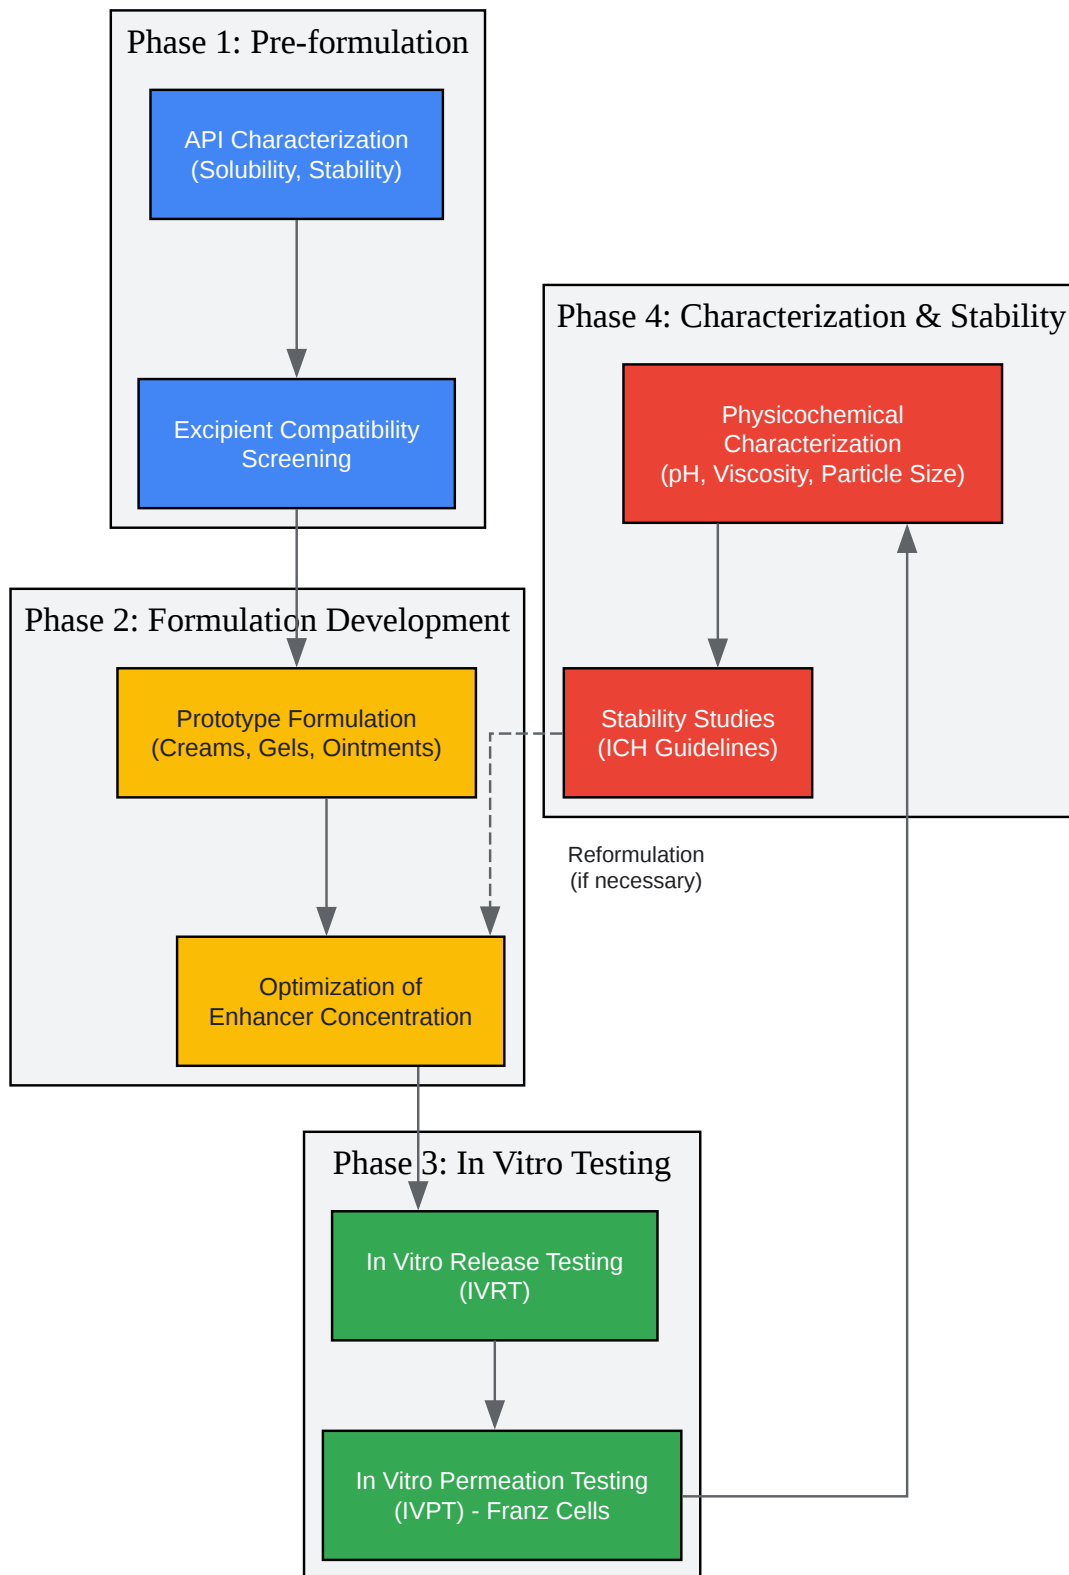 Phase 1: Pre-formulation
API Characterization
(Solubility, Stability)
Excipient Compatibility
Screening
Phase 2: Formulation Development
Prototype Formulation
(Creams, Gels, Ointments)
Optimization of
Enhancer Concentration
Phase 3: In Vitro Testing
In Vitro Release Testing
(IVRT)
In Vitro Permeation Testing
(IVPT) - Franz Cells
Phase 4: Characterization & Stability
Physicochemical
Characterization
(pH, Viscosity, Particle Size)
Stability Studies
(ICH Guidelines)
Reformulation
(if necessary)